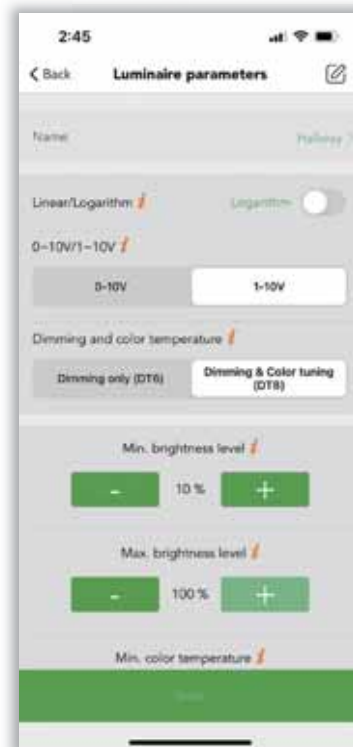 2:45
Back
Luminaire parameters
Name
Hallway
Linear/Logarithm i
Logarithm
0-10V/1-10V i
0-10V
1-10V
Dimming and color temperature i
Dimming only (DT6)
Dimming & Color tuning
(DT8)
Min. brightness level i
-
10 %
+
Max. brightness level i
-
100 %
+
Min. color temperature i